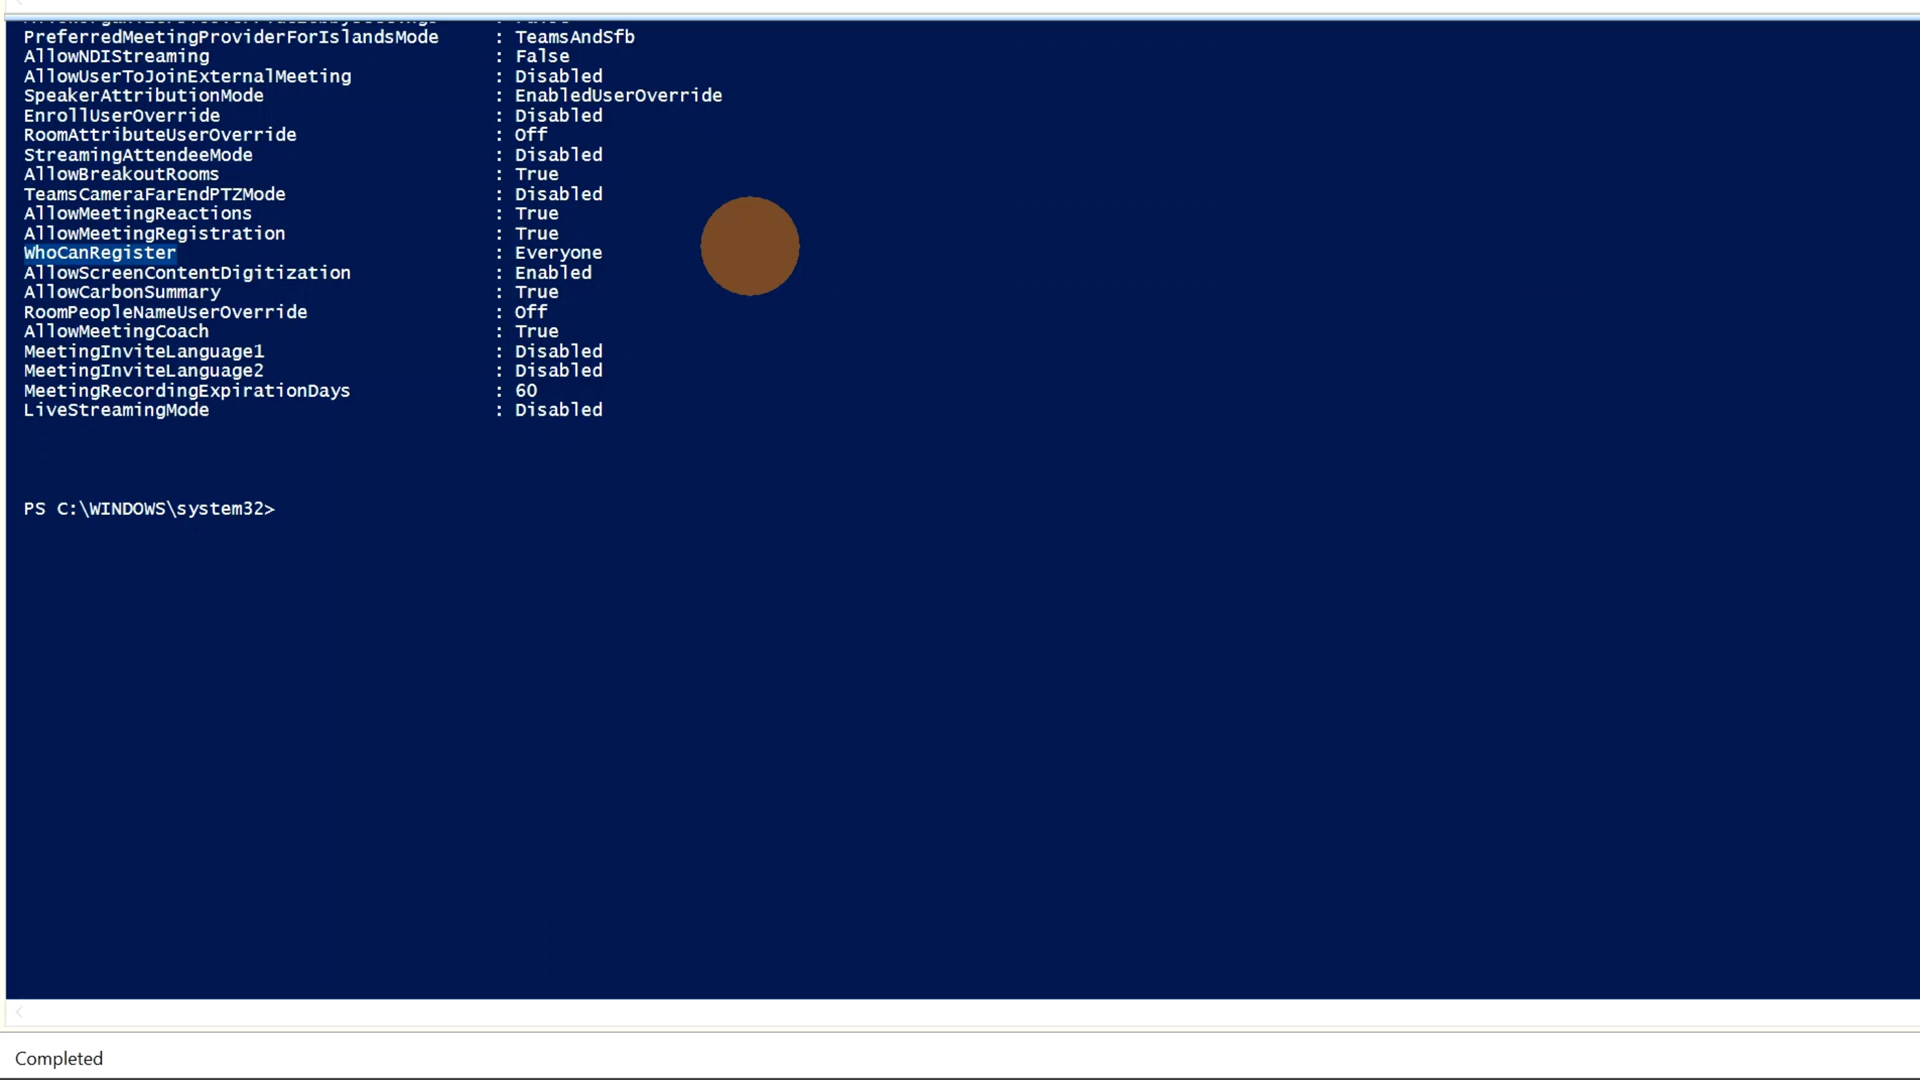 PreferredMeetingProviderForIslandsMode : TeamsAndSfb
AllowNDIStreaming : False
AllowUserToJoinExternalMeeting : Disabled
SpeakerAttributionMode : EnabledUserOverride
EnrollUserOverride : Disabled
RoomAttributeUserOverride : Off
StreamingAttendeeMode : Disabled
AllowBreakoutRooms : True
TeamsCameraFarEndPTZMode : Disabled
AllowMeetingReactions : True
AllowMeetingRegistration : True
WhoCanRegister : Everyone
AllowScreenContentDigitization : Enabled
AllowCarbonSummary : True
RoomPeopleNameUserOverride : Off
AllowMeetingCoach : True
MeetingInviteLanguage1 : Disabled
MeetingInviteLanguage2 : Disabled
MeetingRecordingExpirationDays : 60
LiveStreamingMode : Disabled
PS C:\WINDOWS\system32>
Completed